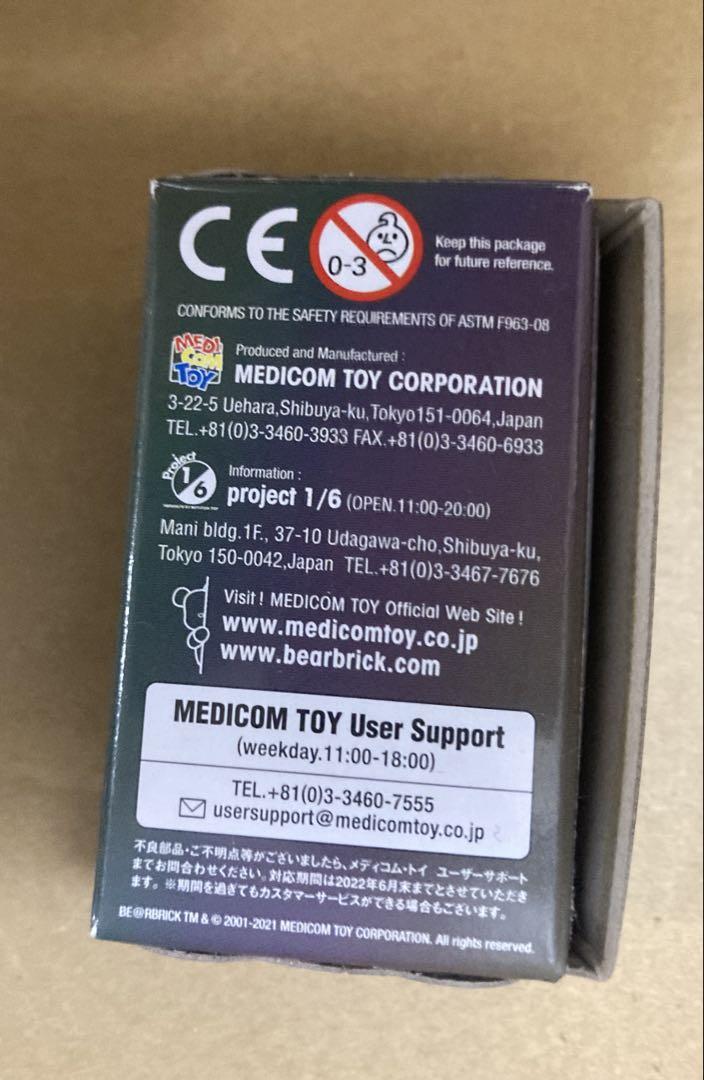 CE
0-3
Keep this package
for future reference.
CONFORMS TO THE SAFETY REQUIREMENTS OF ASTM F963-08
MEDI
COM
TOY
Produced and Manufactured :
MEDICOM TOY CORPORATION
3-22-5 Uehara,Shibuya-ku,Tokyo151-0064,Japan
TEL.+81(0)3-3460-3933 FAX.+81(0)3-3460-6933
Project
1/6
Information :
project 1/6 (OPEN.11:00-20:00)
Mani bldg.1F., 37-10 Udagawa-cho,Shibuya-ku,
Tokyo 150-0042,Japan TEL.+81(0)3-3467-7676
Visit ! MEDICOM TOY Official Web Site !
www.medicomtoy.co.jp
www.bearbrick.com
MEDICOM TOY User Support
(weekday.11:00-18:00)
TEL.+81(0)3-3460-7555
usersupport@medicomtoy.co.jp
不良部品・ご不明点等がございましたら、メディコム・トイ ユーザーサポート
までお問合わせください。対応期間は2022年6月末までとさせていただき
ます。※期間を過ぎてもカスタマーサービスができる場合もございます。
BE@RBRICK TM & © 2001-2021 MEDICOM TOY CORPORATION. All rights reserved.